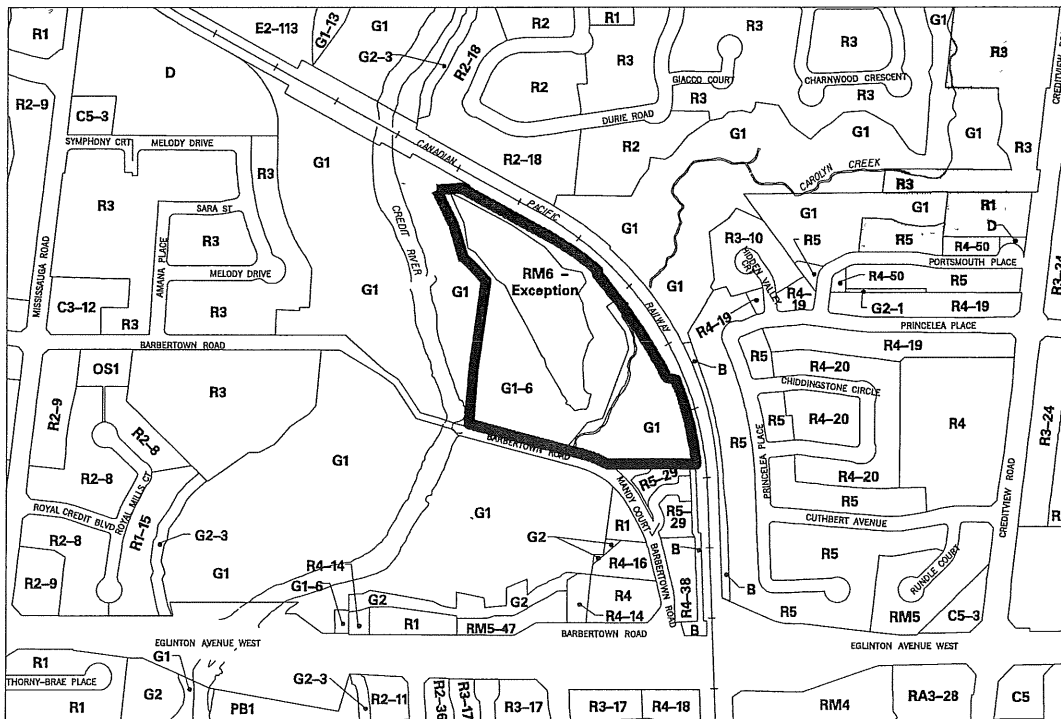 R1
E2-113
G1-13
G1
G2-3
R2-18
R2
R1
R3
GIACCO COURT
R3
R3
CHARNWOOD CRESCENT
R3
G1
R3
CREDITVIEW ROAD
D
R2-9
C5-3
SYMPHONY CRT
MELODY DRIVE
R3
G1
CANADIAN
PACIFIC
RAILWAY
R2
DURIE ROAD
R2-18
R2
G1
G1
G1
R3
CAROLYN CREEK
R3
MISSISSAUGA ROAD
R3
SARA ST
R3
AMANA PLACE
MELODY DRIVE
R3
C3-12
R3
BARBERTOWN ROAD
CREDIT RIVER
G1
G1
RM6 -
Exception
G1-6
G1
G1
G1
R3-10
HIDDEN VALLEY
CRT
R5
G1
G1
R1
D
R5
R4-50
PORTSMOUTH PLACE
R4-50
R5
R3-24
R4-19
R4-19
G2-1
R4-19
PRINCELEA PLACE
R4-19
OS1
R3
R2-9
R2-8
R2-8
ROYAL MILLS CT
ROYAL CREDIT BLVD
R2-8
R1-15
R2-9
G2-3
G1
G1
G1
BARBERTOWN ROAD
B
R5
R4-20
CHIDDINGSTONE CIRCLE
R5
R4-20
R4
R3-24
R5
PRINCELEA PLACE
R4-20
R5
CREDITVIEW ROAD
CUTHBERT AVENUE
R5-29
MANDY COURT
R5-
29
R1
G2
R4-16
BARBERTOWN ROAD
B
B
R5
RUNDLE COURT
R4-14
G1-6
G2
G2
R4
R4-14
R4-38
R5
RM5
C5-3
R1
RM5-47
BARBERTOWN ROAD
B
EGLINTON AVENUE WEST
EGLINTON AVENUE WEST
R1
G1
THORNY-BRAE PLACE
R1
G2
PB1
G2-3
R2-11
R2-36
R3-17
R3-17
R3-17
R4-18
RM4
RA3-28
C5